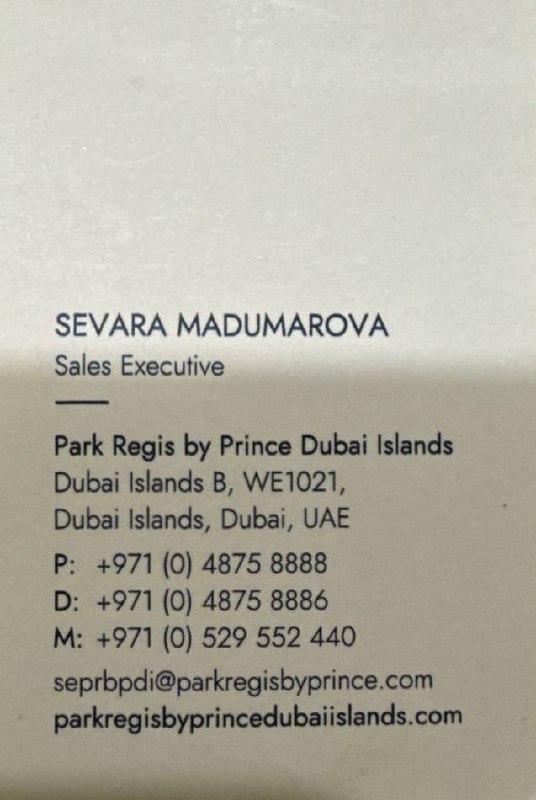 SEVARA MADUMAROVA
Sales Executive
Park Regis by Prince Dubai Islands
Dubai Islands B, WE1021,
Dubai Islands, Dubai, UAE
P: +971 (0) 4875 8888
D: +971 (0) 4875 8886
M: +971 (0) 529 552 440
seprbpdi@parkregisbyprince.com
parkregisbyprincedubaiislands.com